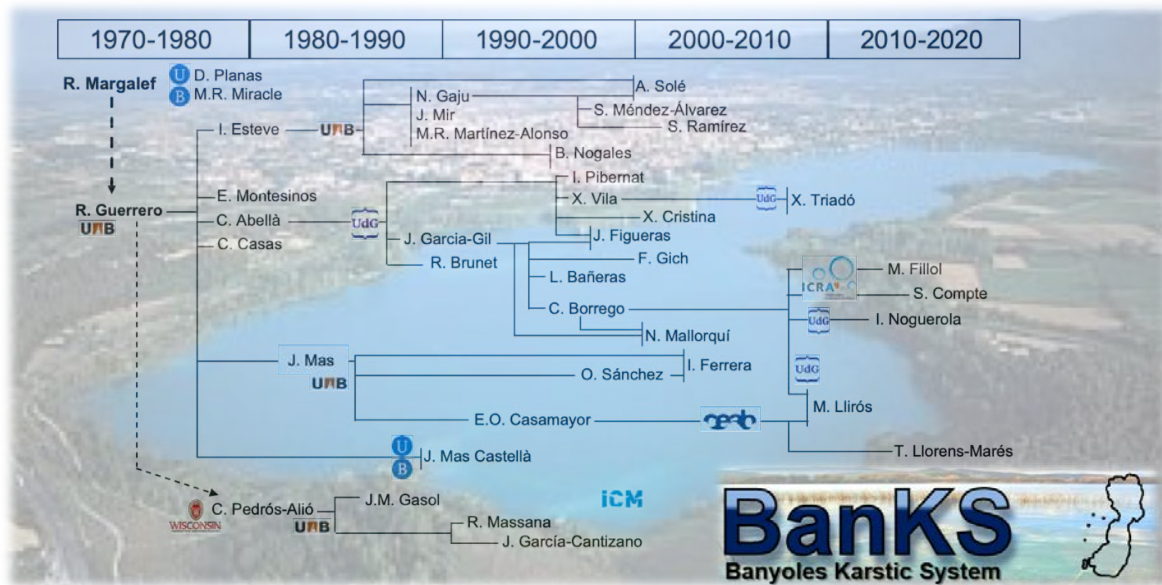 1970-1980 1980-1990 1990-2000 2000-2010 2010-2020
R. Margalef
U D. Planas
B M.R. Miracle
A. Solé
N. Gaju
S. Méndez-Álvarez
J. Mir
I. Esteve UAB
M.R. Martínez-Alonso
S. Ramírez
B. Nogales
I. Pibernat
E. Montesinos
X. Vila UdG X. Triadó
R. Guerrero
UAB
C. Abellà UdG
X. Cristina
C. Casas
J. Garcia-Gil
J. Figueras
R. Brunet
F. Gich
ICRA
M. Fillol
L. Bañeras
S. Compte
C. Borrego
UdG I. Noguerola
N. Mallorquí
J. Mas
UAB
I. Ferrera
UdG
O. Sánchez
M. Llirós
E.O. Casamayor ceab
U
B
J. Mas Castellà
T. Llorens-Marés
J.M. Gasol
iCM
WISCONSIN
C. Pedrós-Alió
UAB
R. Massana
J. García-Cantizano
BanKS
Banyoles Karstic System